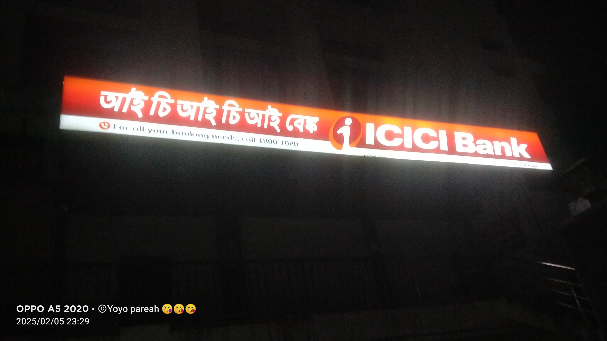 আই চি আই চি আই বেঙ্ক
i ICICI Bank
For all your banking needs, call 1800 1080
OPPO A5 2020 · ©Yoyo pareah 😘😘😘
2025/02/05 23:29